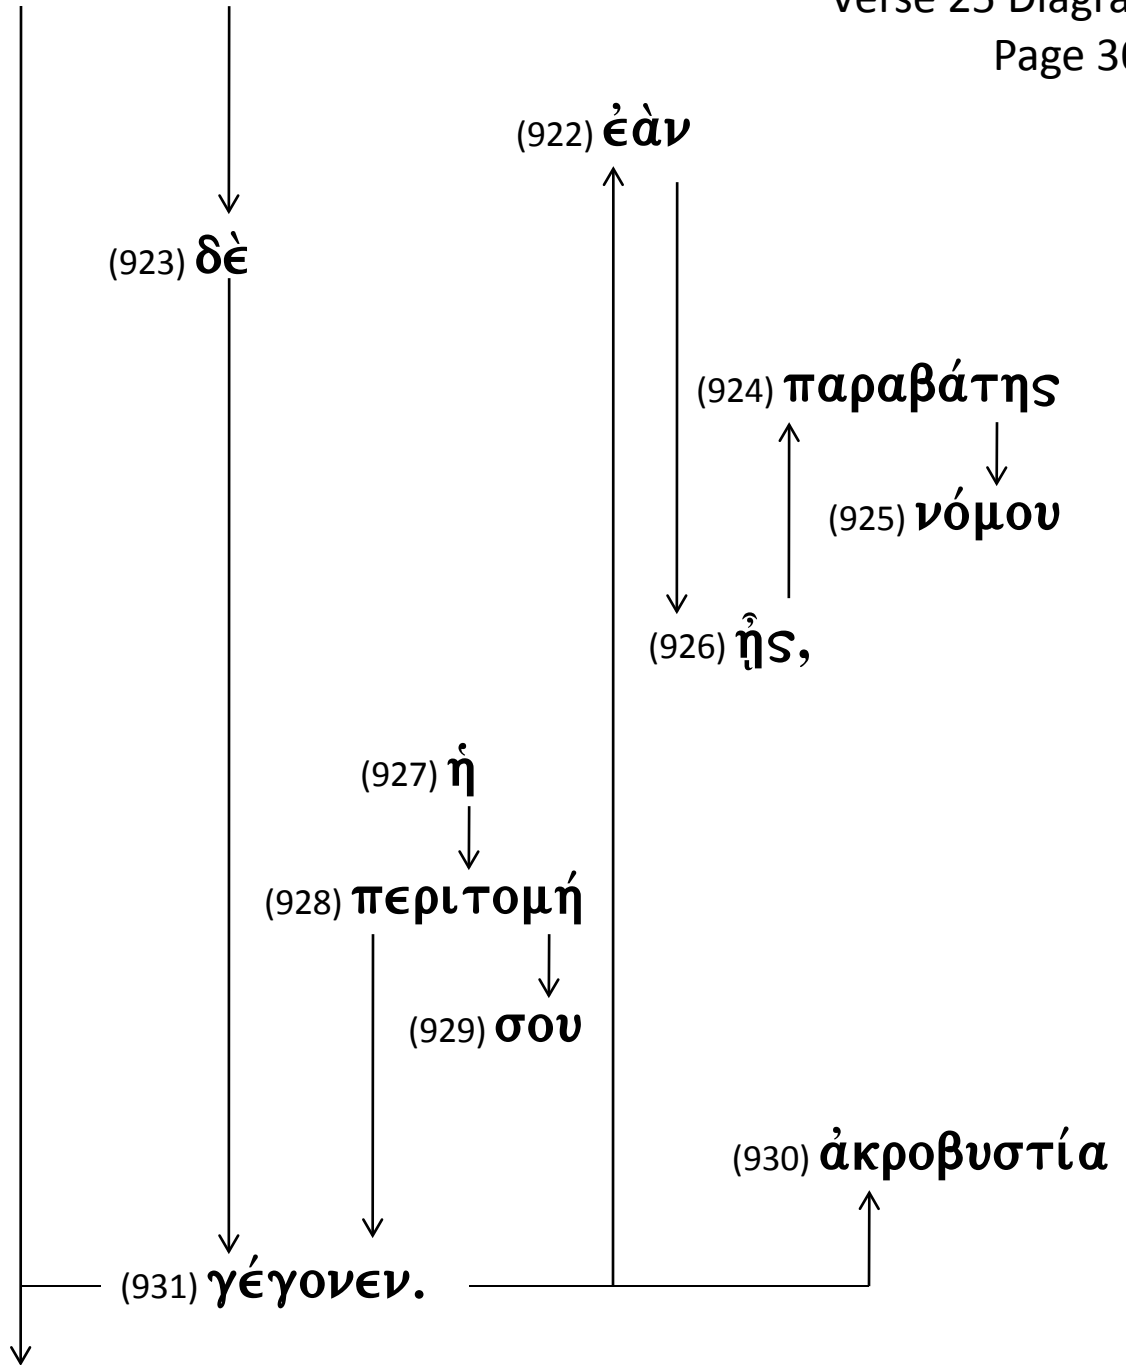 Verse 25 Diagra
Page 30
(922) ἐὰν
(923) δὲ
(924) παραβάτης
(925) νόμου
(926) ᾖς,
(927) ἡ
(928) περιτομή
(929) σου
(930) ἀκροβυστία
(931) γέγονεν.